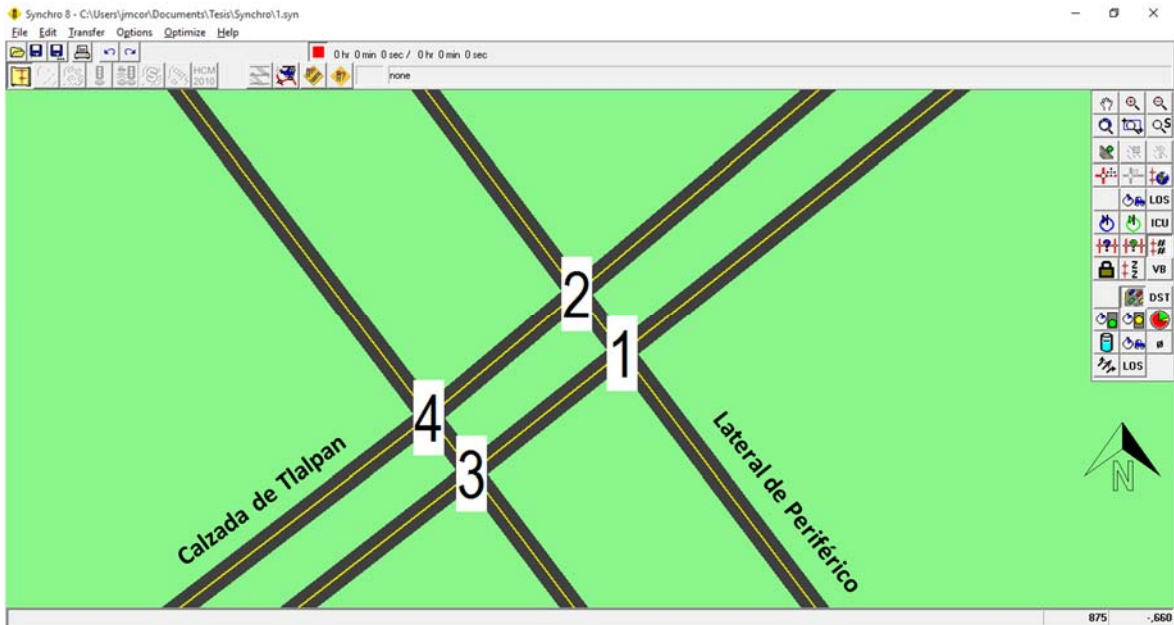 Synchro 8 - C:\Users\jmcor\Documents\Tesis\Synchro\1.syn
File Edit Transfer Options Optimize Help
0 hr 0 min 0 sec / 0 hr 0 min 0 sec
HCM
2010
none
S
LOS
ICU
VB
DST
ø
LOS
2
1
4
3
Calzada de Tlalpan
Lateral de Periférico
N
875 -,660